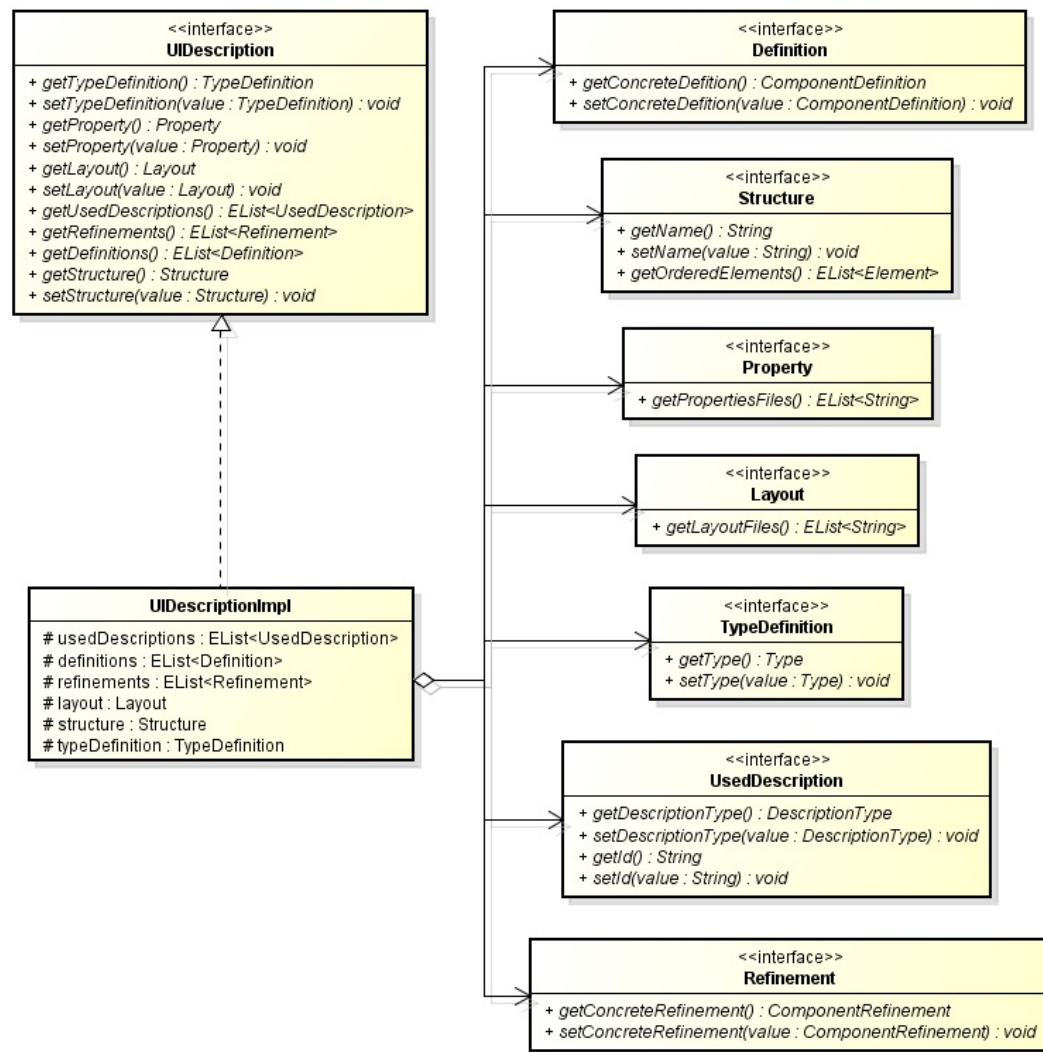 <<interface>>
UIDescription
+ getTypeDefinition() : TypeDefinition
+ setTypeDefinition(value : TypeDefinition) : void
+ getProperty() : Property
+ setProperty(value : Property) : void
+ getLayout() : Layout
+ setLayout(value : Layout) : void
+ getUsedDescriptions() : EList<UsedDescription>
+ getRefinements() : EList<Refinement>
+ getDefinitions() : EList<Definition>
+ getStructure() : Structure
+ setStructure(value : Structure) : void
<<interface>>
Definition
+ getConcreteDefition() : ComponentDefinition
+ setConcreteDefition(value : ComponentDefinition) : void
<<interface>>
Structure
+ getName() : String
+ setName(value : String) : void
+ getOrderedElements() : EList<Element>
<<interface>>
Property
+ getPropertiesFiles() : EList<String>
<<interface>>
Layout
+ getLayoutFiles() : EList<String>
UIDescriptionImpl
# usedDescriptions : EList<UsedDescription>
# definitions : EList<Definition>
# refinements : EList<Refinement>
# layout : Layout
# structure : Structure
# typeDefinition : TypeDefinition
<<interface>>
TypeDefinition
+ getType() : Type
+ setType(value : Type) : void
<<interface>>
UsedDescription
+ getDescriptionType() : DescriptionType
+ setDescriptionType(value : DescriptionType) : void
+ getId() : String
+ setId(value : String) : void
<<interface>>
Refinement
+ getConcreteRefinement() : ComponentRefinement
+ setConcreteRefinement(value : ComponentRefinement) : void